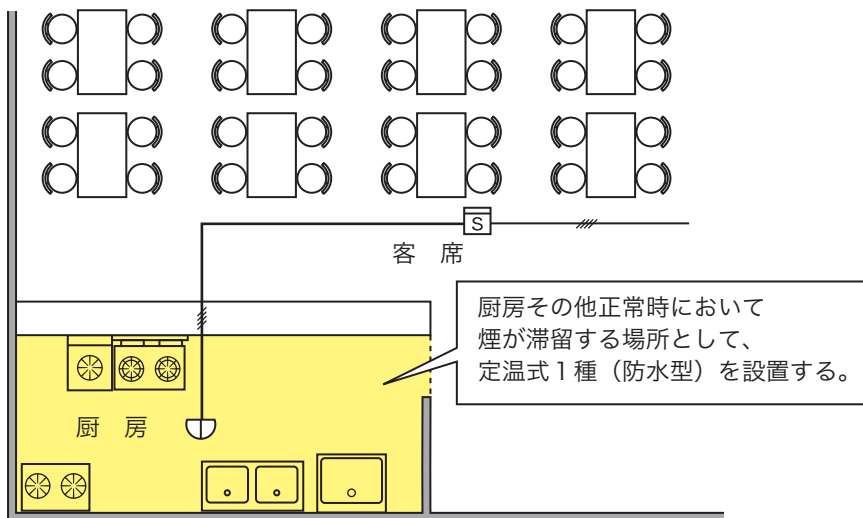 S
客 席
厨房その他正常時において
煙が滞留する場所として、
定温式1種（防水型）を設置する。
厨 房